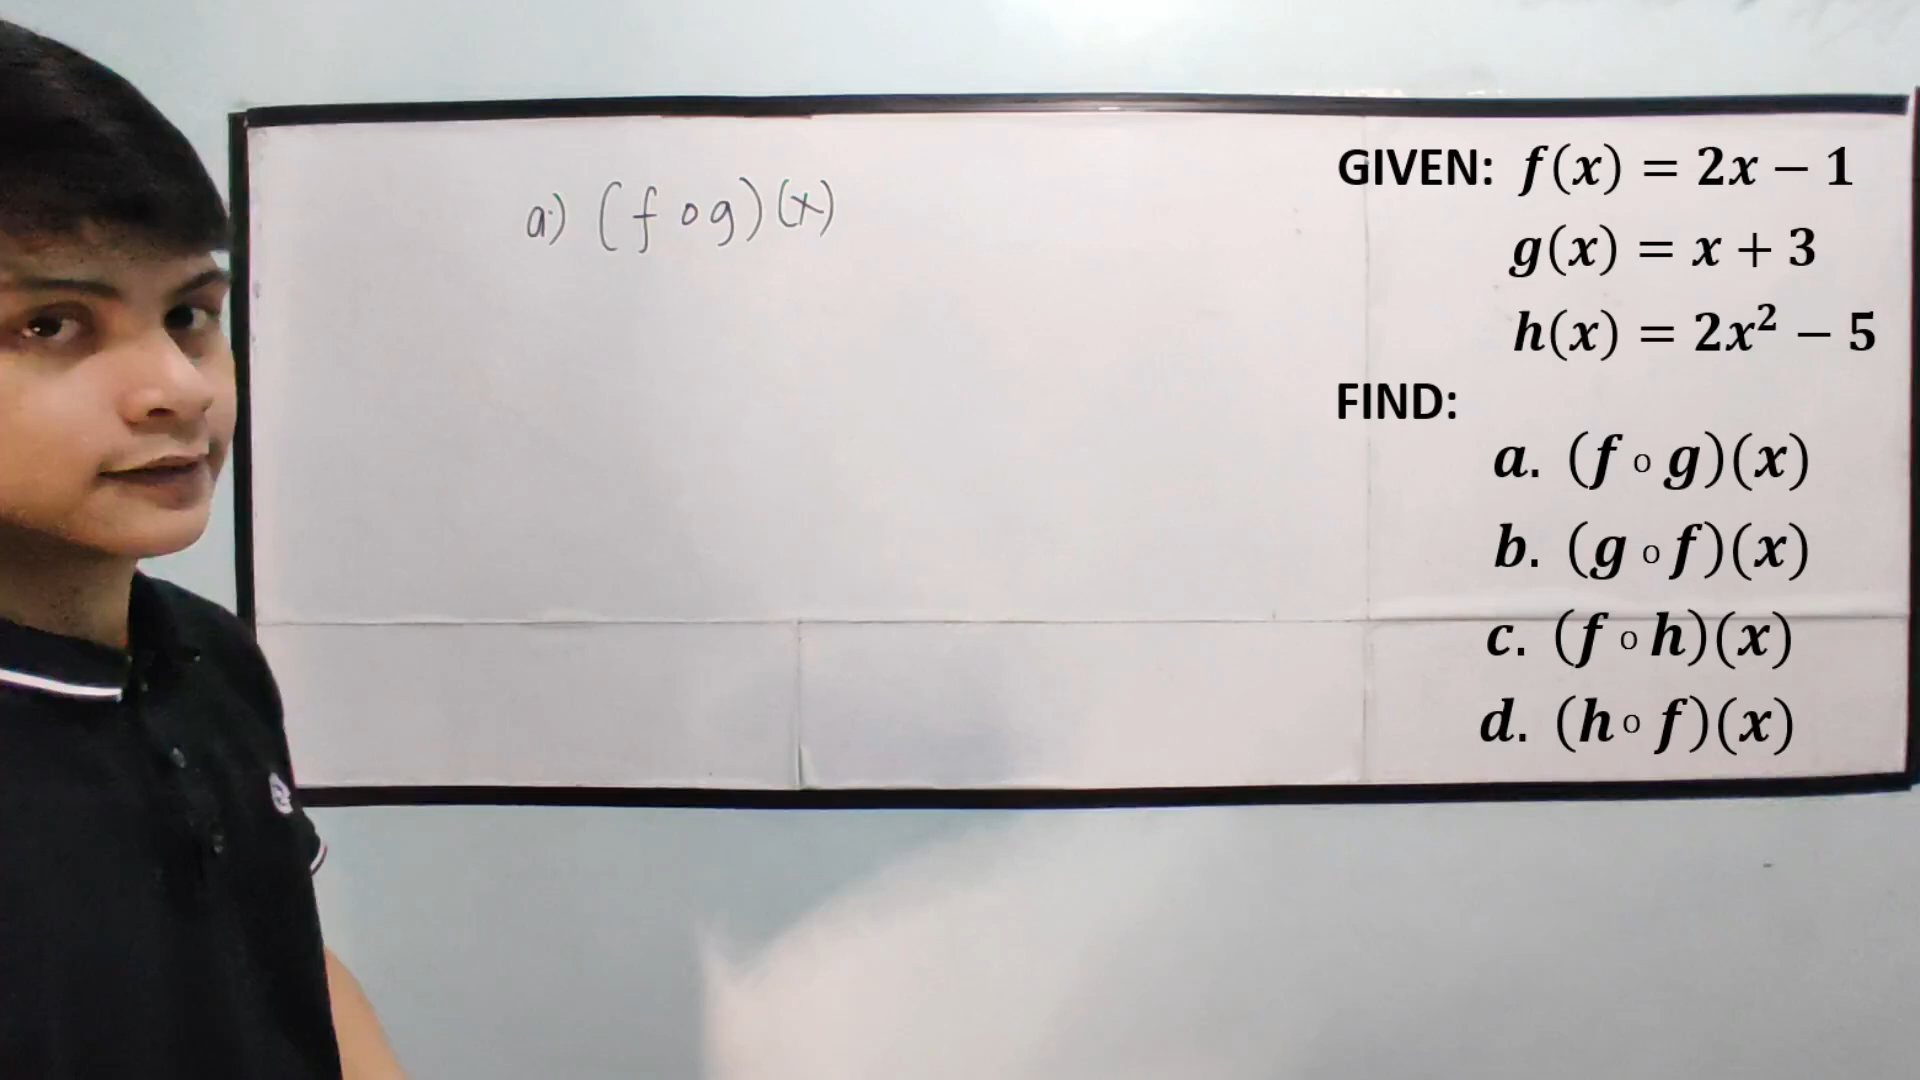 a.) (f o g)(x)
GIVEN: f(x) = 2x − 1
g(x) = x + 3
h(x) = 2x² − 5
FIND:
a. (f ∘ g)(x)
b. (g ∘ f)(x)
c. (f ∘ h)(x)
d. (h ∘ f)(x)